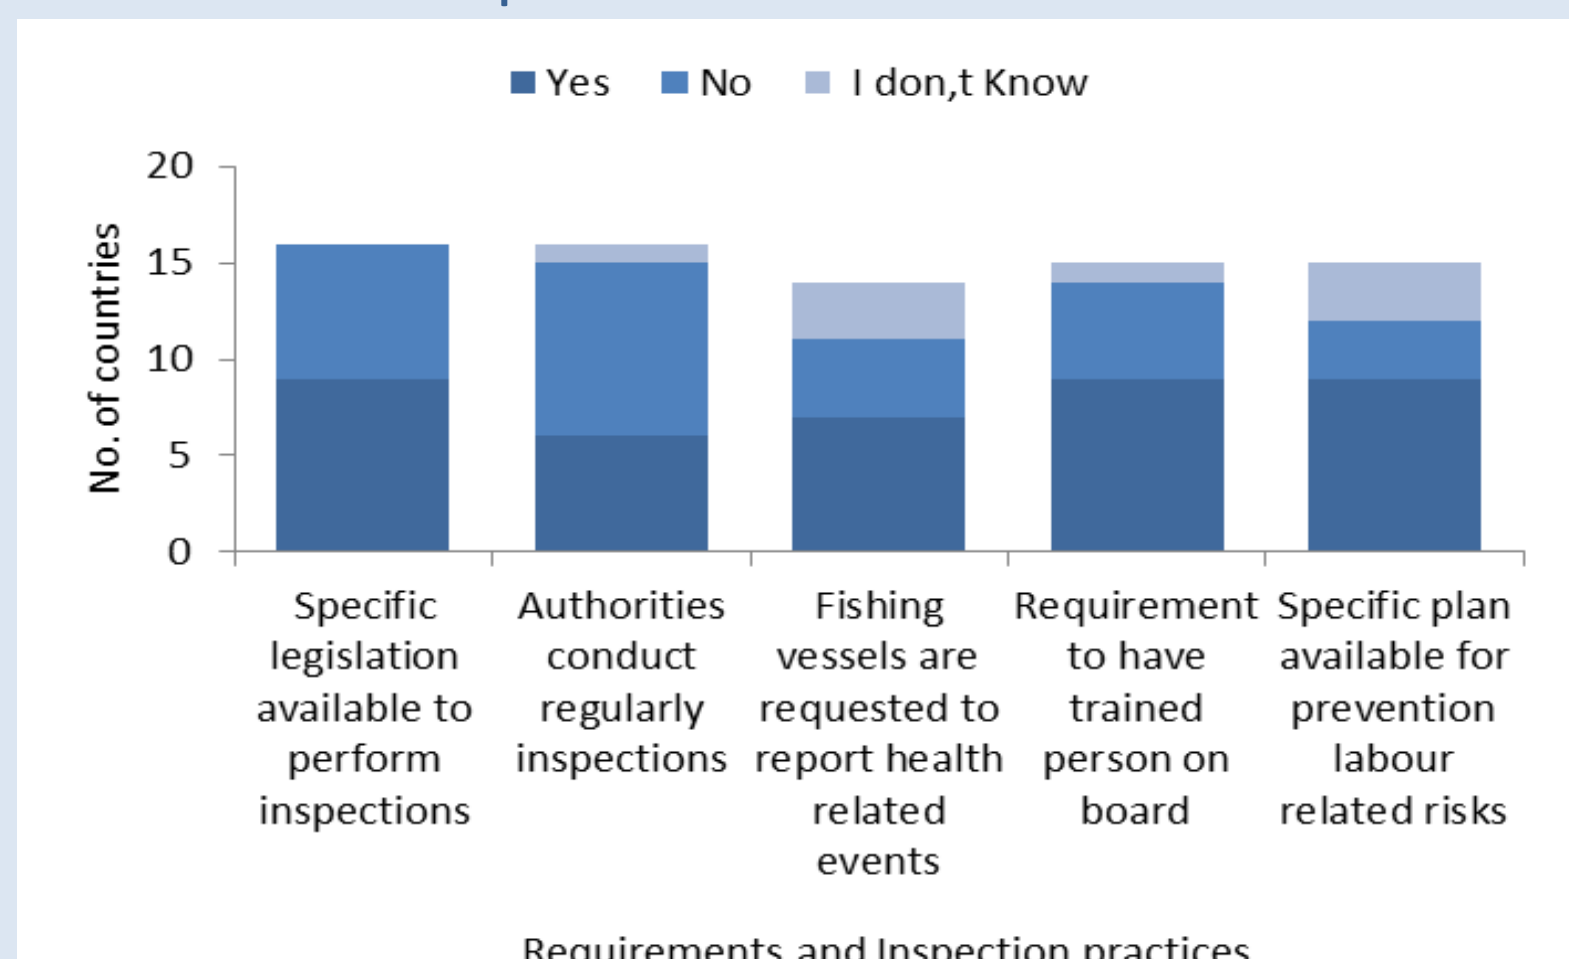 Yes No I don,t Know
20
15
10
5
0
No. of countries
Specific
legislation
available to
perform
inspections
Authorities
conduct
regularly
inspections
Fishing
vessels are
requested to
report health
related
events
Requirement
to have
trained
person on
board
Specific plan
available for
prevention
labour
related risks
Requirements and Inspection practices